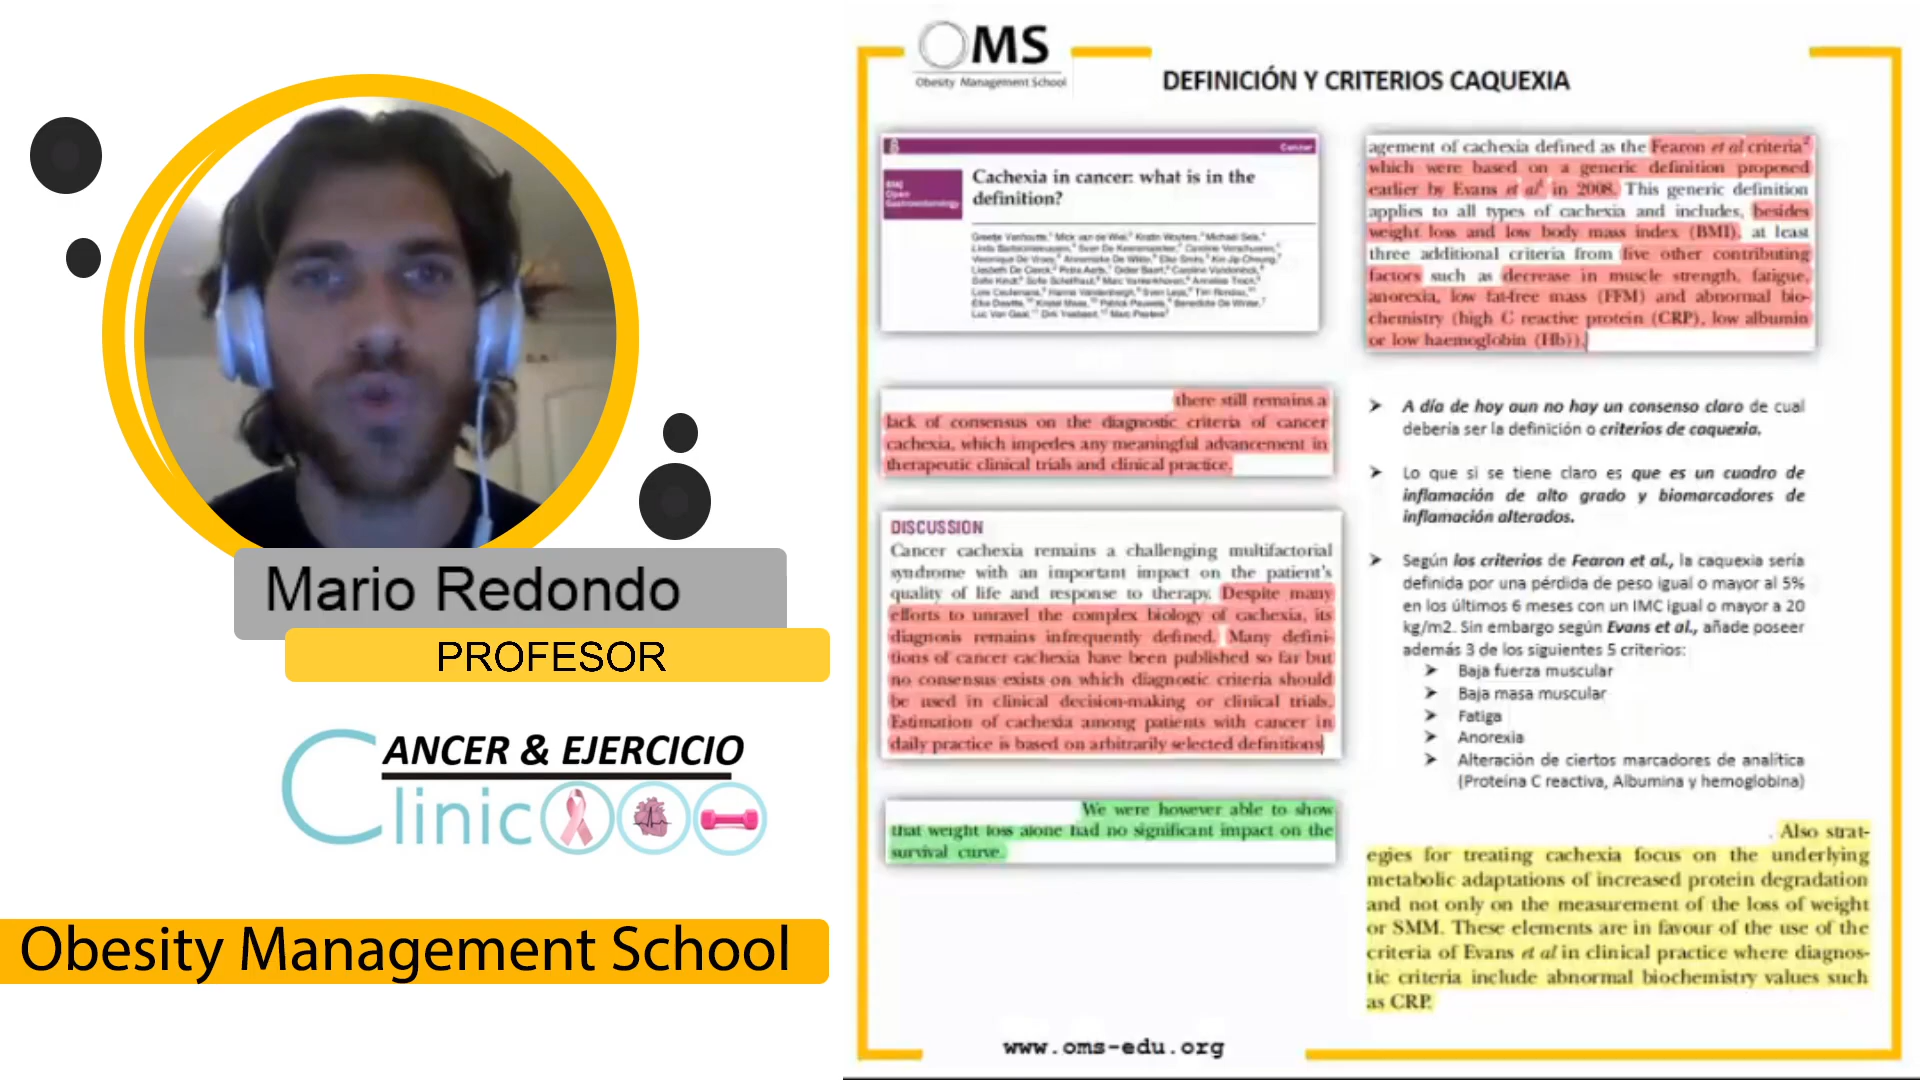 Mario Redondo
PROFESOR
CANCER & EJERCICIO
Clinic
Obesity Management School
OMS
Obesity Management School
DEFINICIÓN Y CRITERIOS CAQUEXIA
Cancer
BMJ
Open
Gastroenterology
Cachexia in cancer: what is in the
definition?
there still remains a
lack of consensus on the diagnostic criteria of cancer
cachexia, which impedes any meaningful advancement in
therapeutic clinical trials and clinical practice.
DISCUSSION
Cancer cachexia remains a challenging multifactorial
syndrome with an important impact on the patient's
quality of life and response to therapy. Despite many
efforts to unravel the complex biology of cachexia, its
diagnosis remains infrequently defined. Many defini-
tions of cancer cachexia have been published so far but
no consensus exists on which diagnostic criteria should
be used in clinical decision-making or clinical trials.
Estimation of cachexia among patients with cancer in
daily practice is based on arbitrarily selected definitions
We were however able to show
that weight loss alone had no significant impact on the
survival curve.
agement of cachexia defined as the Fearon et al criteria
which were based on a generic definition proposed
earlier by Evans et al in 2008. This generic definition
applies to all types of cachexia and includes, besides
weight loss and low body mass index (BMI), at least
three additional criteria from five other contributing
factors such as decrease in muscle strength, fatigue,
anorexia, low fat-free mass (FFM) and abnormal bio-
chemistry (high C reactive protein (CRP), low albumin
or low haemoglobin (Hb)).
➤ A día de hoy aun no hay un consenso claro de cual
debería ser la definición o criterios de caquexia.
➤ Lo que si se tiene claro es que es un cuadro de
inflamación de alto grado y biomarcadores de
inflamación alterados.
➤ Según los criterios de Fearon et al., la caquexia sería
definida por una pérdida de peso igual o mayor al 5%
en los últimos 6 meses con un IMC igual o mayor a 20
kg/m2. Sin embargo según Evans et al., añade poseer
además 3 de los siguientes 5 criterios:
➤ Baja fuerza muscular
➤ Baja masa muscular
➤ Fatiga
➤ Anorexia
➤ Alteración de ciertos marcadores de analítica
(Proteína C reactiva, Albumina y hemoglobina)
. Also strat-
egies for treating cachexia focus on the underlying
metabolic adaptations of increased protein degradation
and not only on the measurement of the loss of weight
or SMM. These elements are in favour of the use of the
criteria of Evans et al in clinical practice where diagnos-
tic criteria include abnormal biochemistry values such
as CRP.
www.oms-edu.org